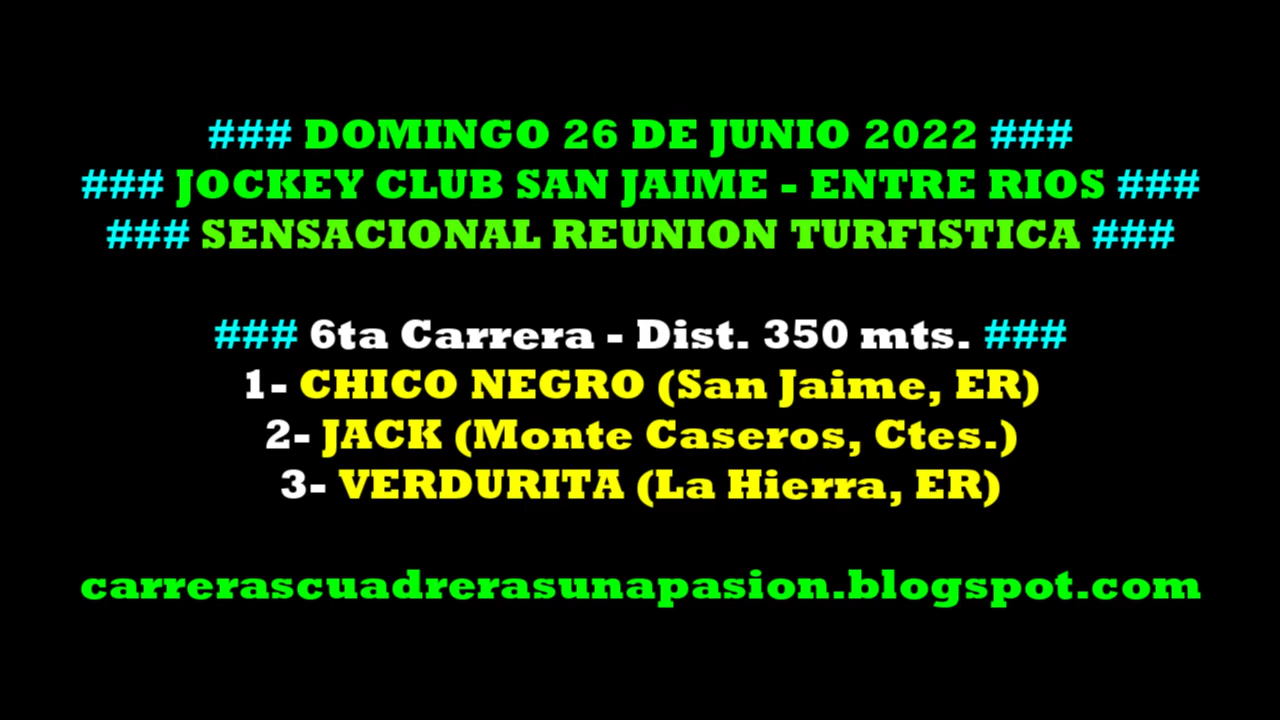 ### DOMINGO 26 DE JUNIO 2022 ###
### JOCKEY CLUB SAN JAIME - ENTRE RIOS ###
### SENSACIONAL REUNION TURFISTICA ###
### 6ta Carrera - Dist. 350 mts. ###
1- CHICO NEGRO (San Jaime, ER)
2- JACK (Monte Caseros, Ctes.)
3- VERDURITA (La Hierra, ER)
carrerascuadrerasunapasion.blogspot.com